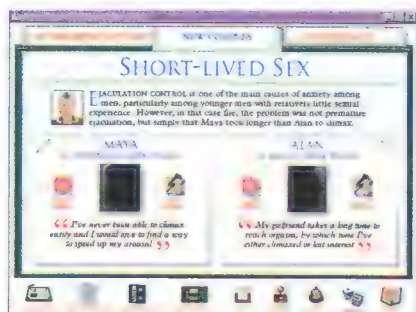 SHORT-LIVED SEX
EJACULATION CONTROL is one of the main causes of anxiety among
men, particularly among younger men with relatively little sexual
experience. However, in this case file, the problem was not premature
ejaculation, but simply that Maya took longer than Alan to climax.
MAYA
ALAN
“I've never been able to climax
easily and I would love to find a way
to speed up my arousal”
“My girlfriend takes a long time to
reach orgasm, by which time I've
either climaxed or lost interest”